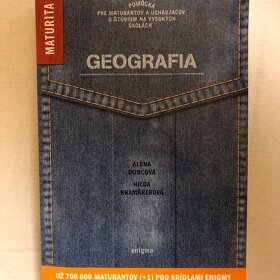 MATURITA
POMÔCKA
PRE MATURANTOV A UCHÁDZAČOV
O ŠTÚDIUM NA VYSOKÝCH
ŠKOLÁCH
GEOGRAFIA
ALENA
DUBCOVÁ
HILDA
KRAMÁREKOVÁ
enigma
UŽ 700 000 MATURANTOV (+1) POD KRÍDLAMI ENIGMY